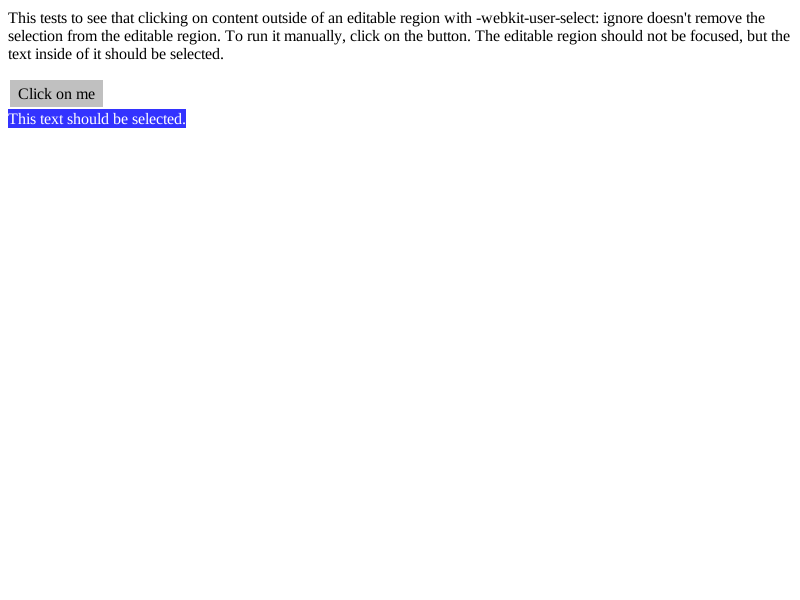 This tests to see that clicking on content outside of an editable region with -webkit-user-select: ignore doesn't remove the
selection from the editable region. To run it manually, click on the button. The editable region should not be focused, but the
text inside of it should be selected.
Click on me
This text should be selected.